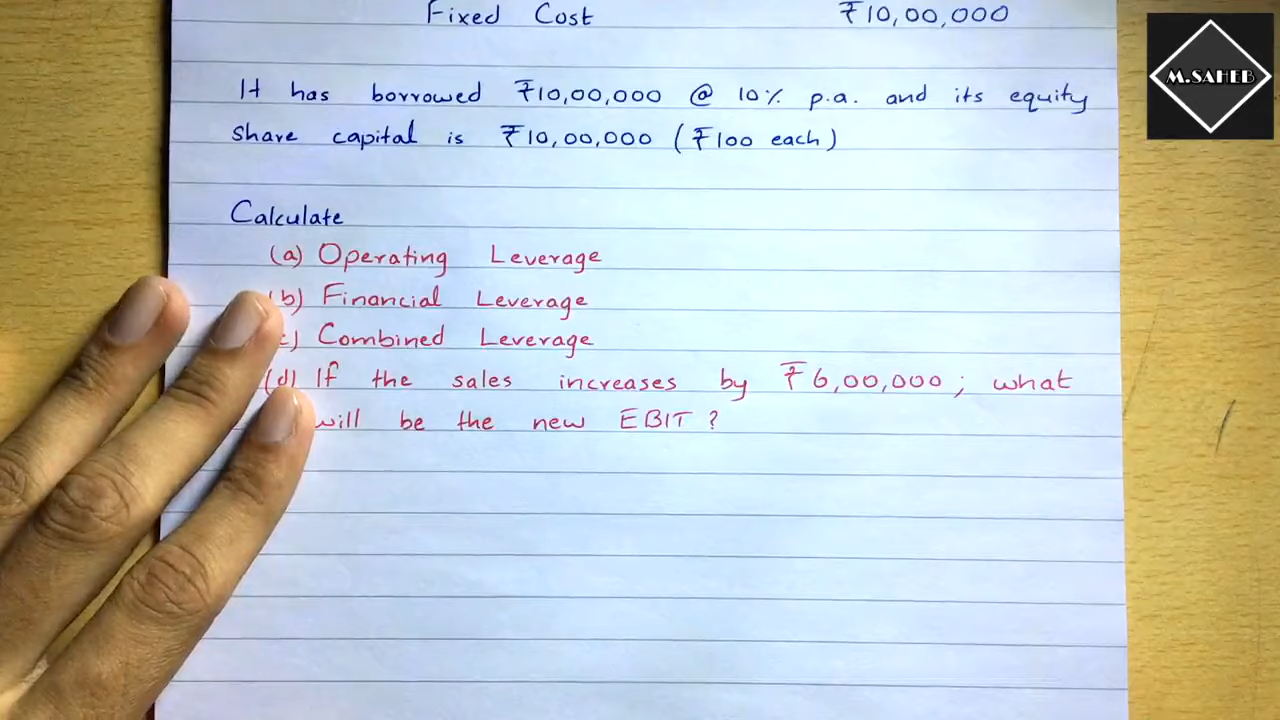 Fixed Cost ₹10,00,000
M.SAHEB
It has borrowed ₹10,00,000 @ 10% p.a. and its equity
share capital is ₹10,00,000 (₹100 each)
Calculate
(a) Operating Leverage
(b) Financial Leverage
(c) Combined Leverage
(d) If the sales increases by ₹6,00,000; what
will be the new EBIT?